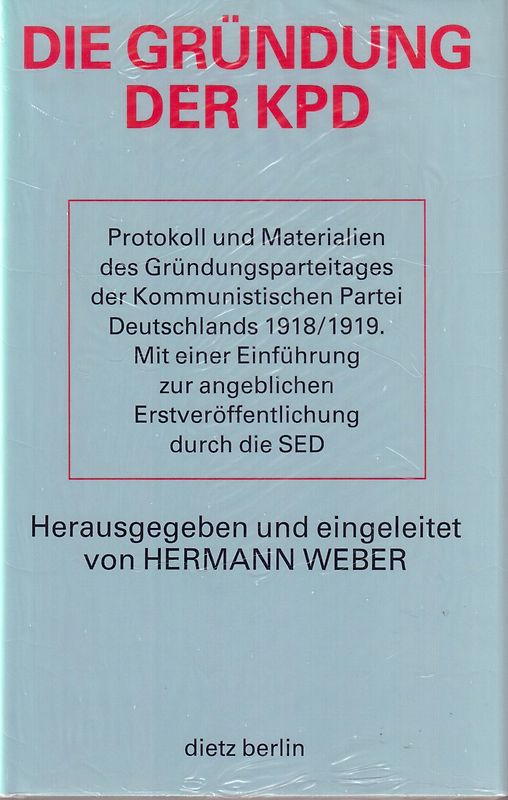 DIE GRÜNDUNG
DER KPD
Protokoll und Materialien
des Gründungsparteitages
der Kommunistischen Partei
Deutschlands 1918/1919.
Mit einer Einführung
zur angeblichen
Erstveröffentlichung
durch die SED
Herausgegeben und eingeleitet
von HERMANN WEBER
dietz berlin